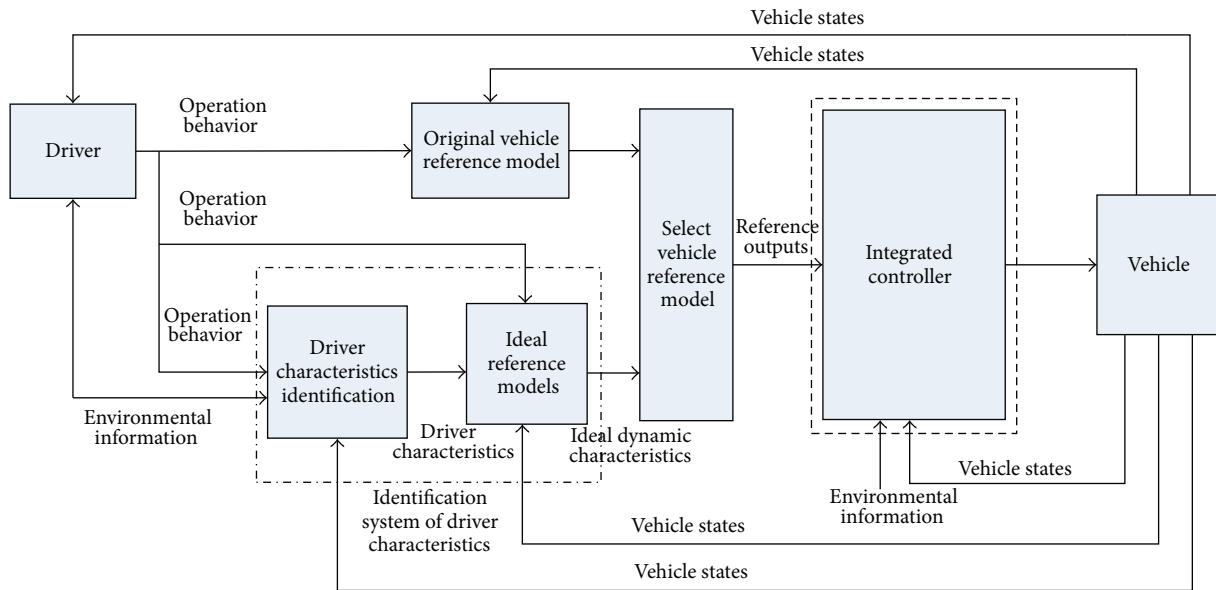 Vehicle states
Vehicle states
Operation
behavior
Driver
Original vehicle
reference model
Operation
behavior
Select
vehicle
reference
model
Reference
outputs
Integrated
controller
Vehicle
Operation
behavior
Driver
characteristics
identification
Ideal
reference
models
Environmental
information
Driver
characteristics
Ideal dynamic
characteristics
Vehicle states
Environmental
information
Identification
system of driver
characteristics
Vehicle states
Vehicle states